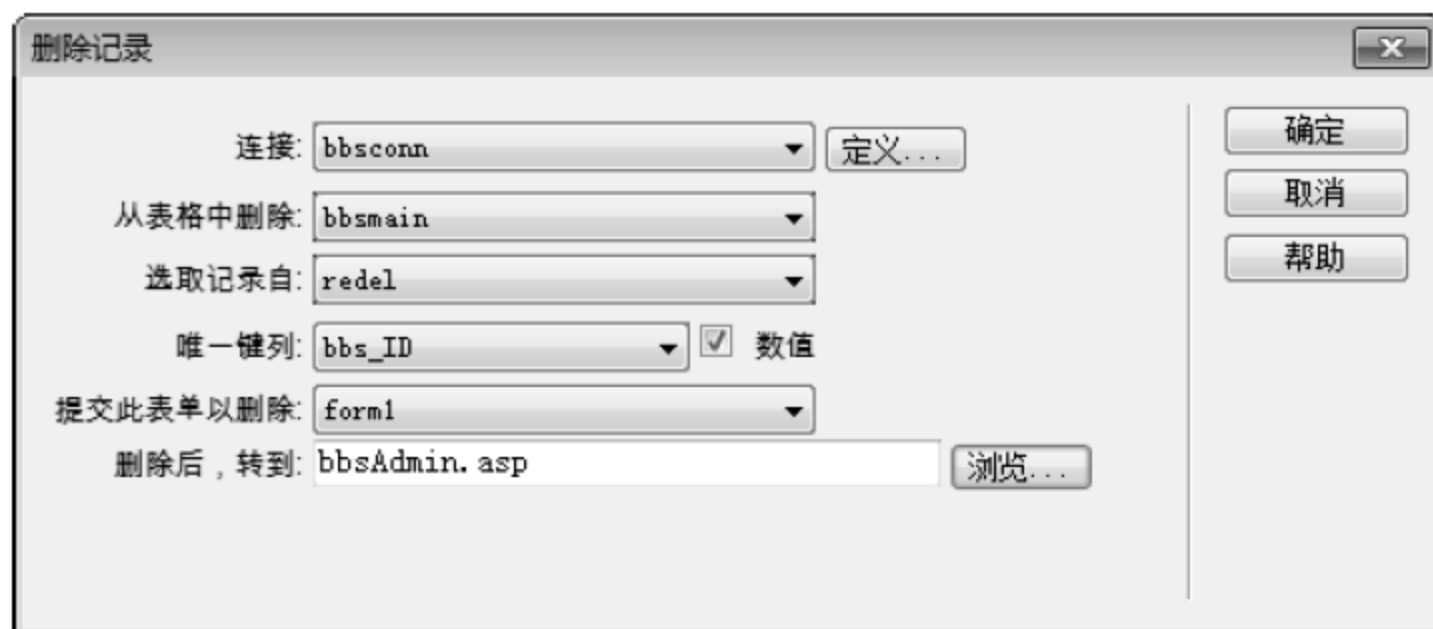 删除记录
连接: bbsconn 定义...
从表格中删除: bbsmain
选取记录自: redel
唯一键列: bbs_ID 数值
提交此表单以删除: form1
删除后，转到: bbsAdmin.asp 浏览...
确定
取消
帮助